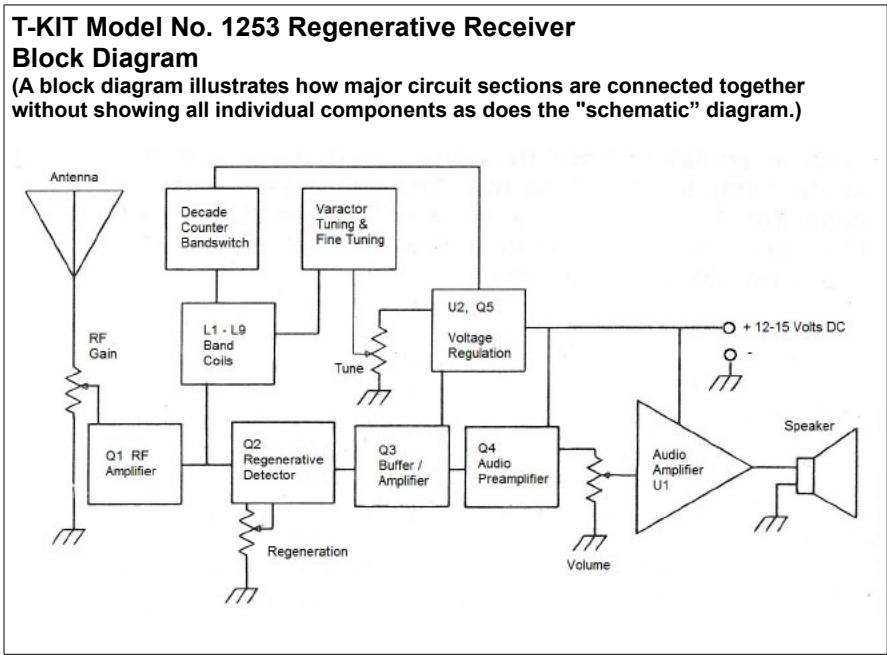 T-KIT Model No. 1253 Regenerative Receiver
Block Diagram
(A block diagram illustrates how major circuit sections are connected together
without showing all individual components as does the "schematic” diagram.)
Antenna
Decade
Counter
Bandswitch
Varactor
Tuning &
Fine Tuning
U2, Q5
Voltage
Regulation
+ 12-15 Volts DC
-
RF
Gain
L1 - L9
Band
Coils
Tune
Q1 RF
Amplifier
Q2
Regenerative
Detector
Q3
Buffer /
Amplifier
Q4
Audio
Preamplifier
Audio
Amplifier
U1
Speaker
Regeneration
Volume